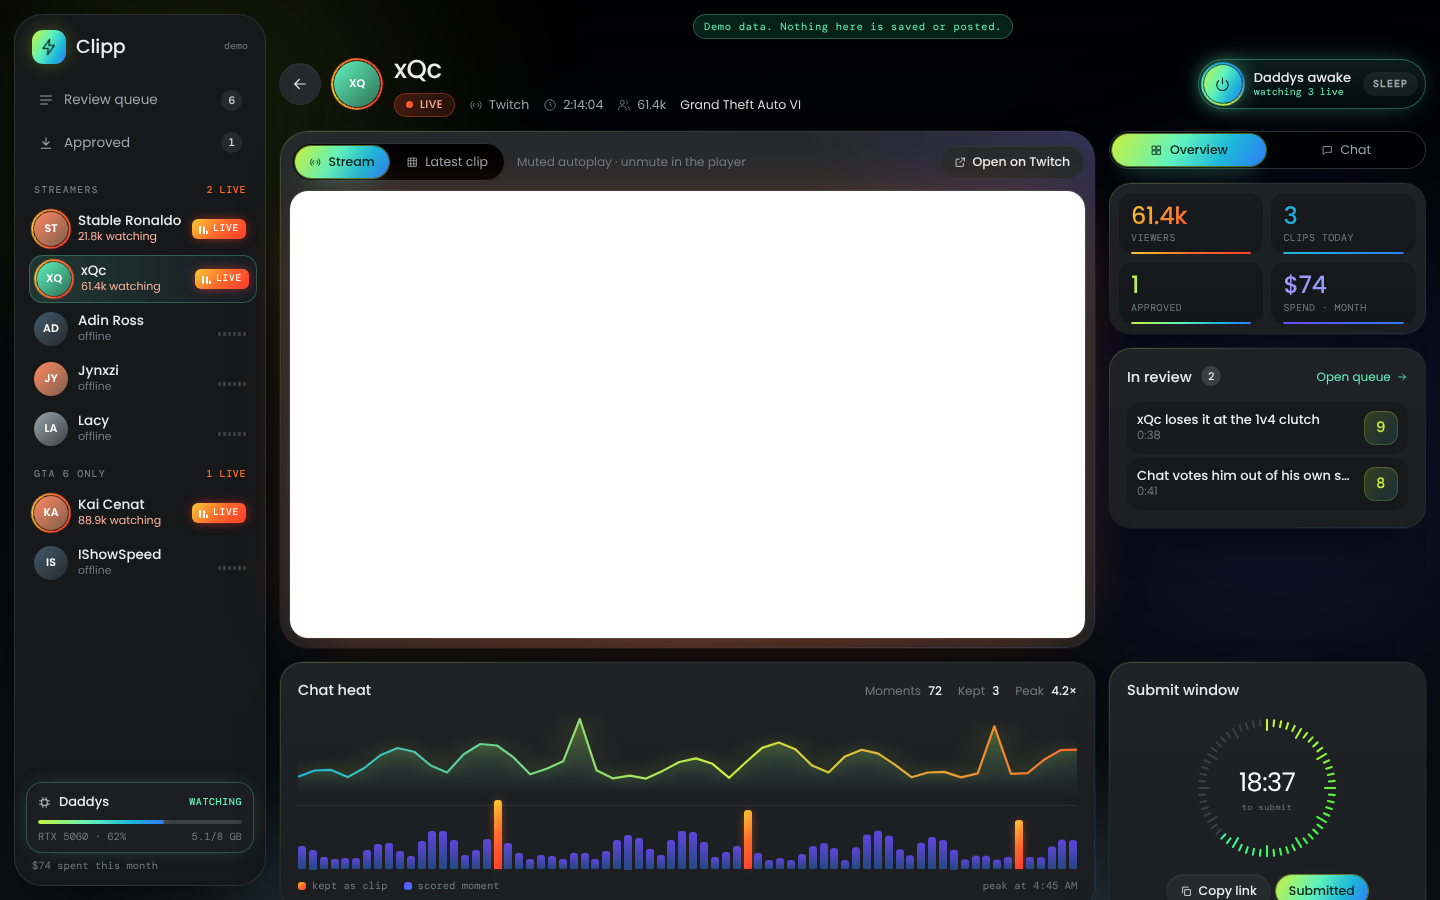 Clipp
demo
Review queue 6
Approved 1
STREAMERS 2 LIVE
ST Stable Ronaldo LIVE
21.8k watching
XQ xQc LIVE
61.4k watching
AD Adin Ross
offline
JY Jynxzi
offline
LA Lacy
offline
GTA 6 ONLY 1 LIVE
KA Kai Cenat LIVE
88.9k watching
IS IShowSpeed
offline
Daddys WATCHING
RTX 5060 · 62% 5.1/8 GB
$74 spent this month
Demo data. Nothing here is saved or posted.
XQ xQc
LIVE Twitch 2:14:04 61.4k Grand Theft Auto VI
Daddys awake
watching 3 live
SLEEP
Stream Latest clip Muted autoplay · unmute in the player Open on Twitch
Overview Chat
61.4k
VIEWERS
3
CLIPS TODAY
1
APPROVED
$74
SPEND · MONTH
In review 2 Open queue →
xQc loses it at the 1v4 clutch
0:38
9
Chat votes him out of his own s...
0:41
8
Chat heat Moments 72 Kept 3 Peak 4.2×
kept as clip scored moment peak at 4:45 AM
Submit window
18:37
to submit
Copy link Submitted